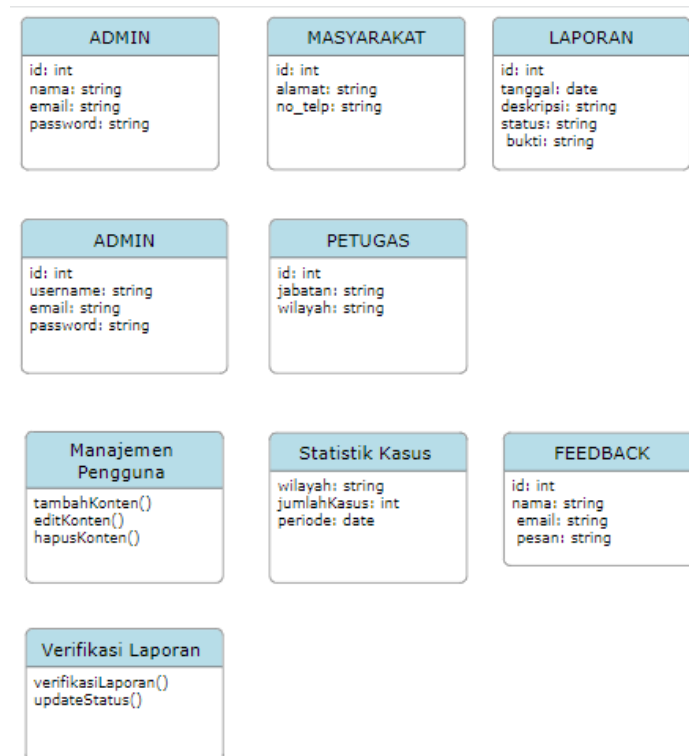 ADMIN
id: int
nama: string
email: string
password: string
MASYARAKAT
id: int
alamat: string
no_telp: string
LAPORAN
id: int
tanggal: date
deskripsi: string
status: string
bukti: string
ADMIN
id: int
username: string
email: string
password: string
PETUGAS
id: int
jabatan: string
wilayah: string
Manajemen
Pengguna
tambahKonten()
editKonten()
hapusKonten()
Statistik Kasus
wilayah: string
jumlahKasus: int
periode: date
FEEDBACK
id: int
nama: string
email: string
pesan: string
Verifikasi Laporan
verifikasiLaporan()
updateStatus()